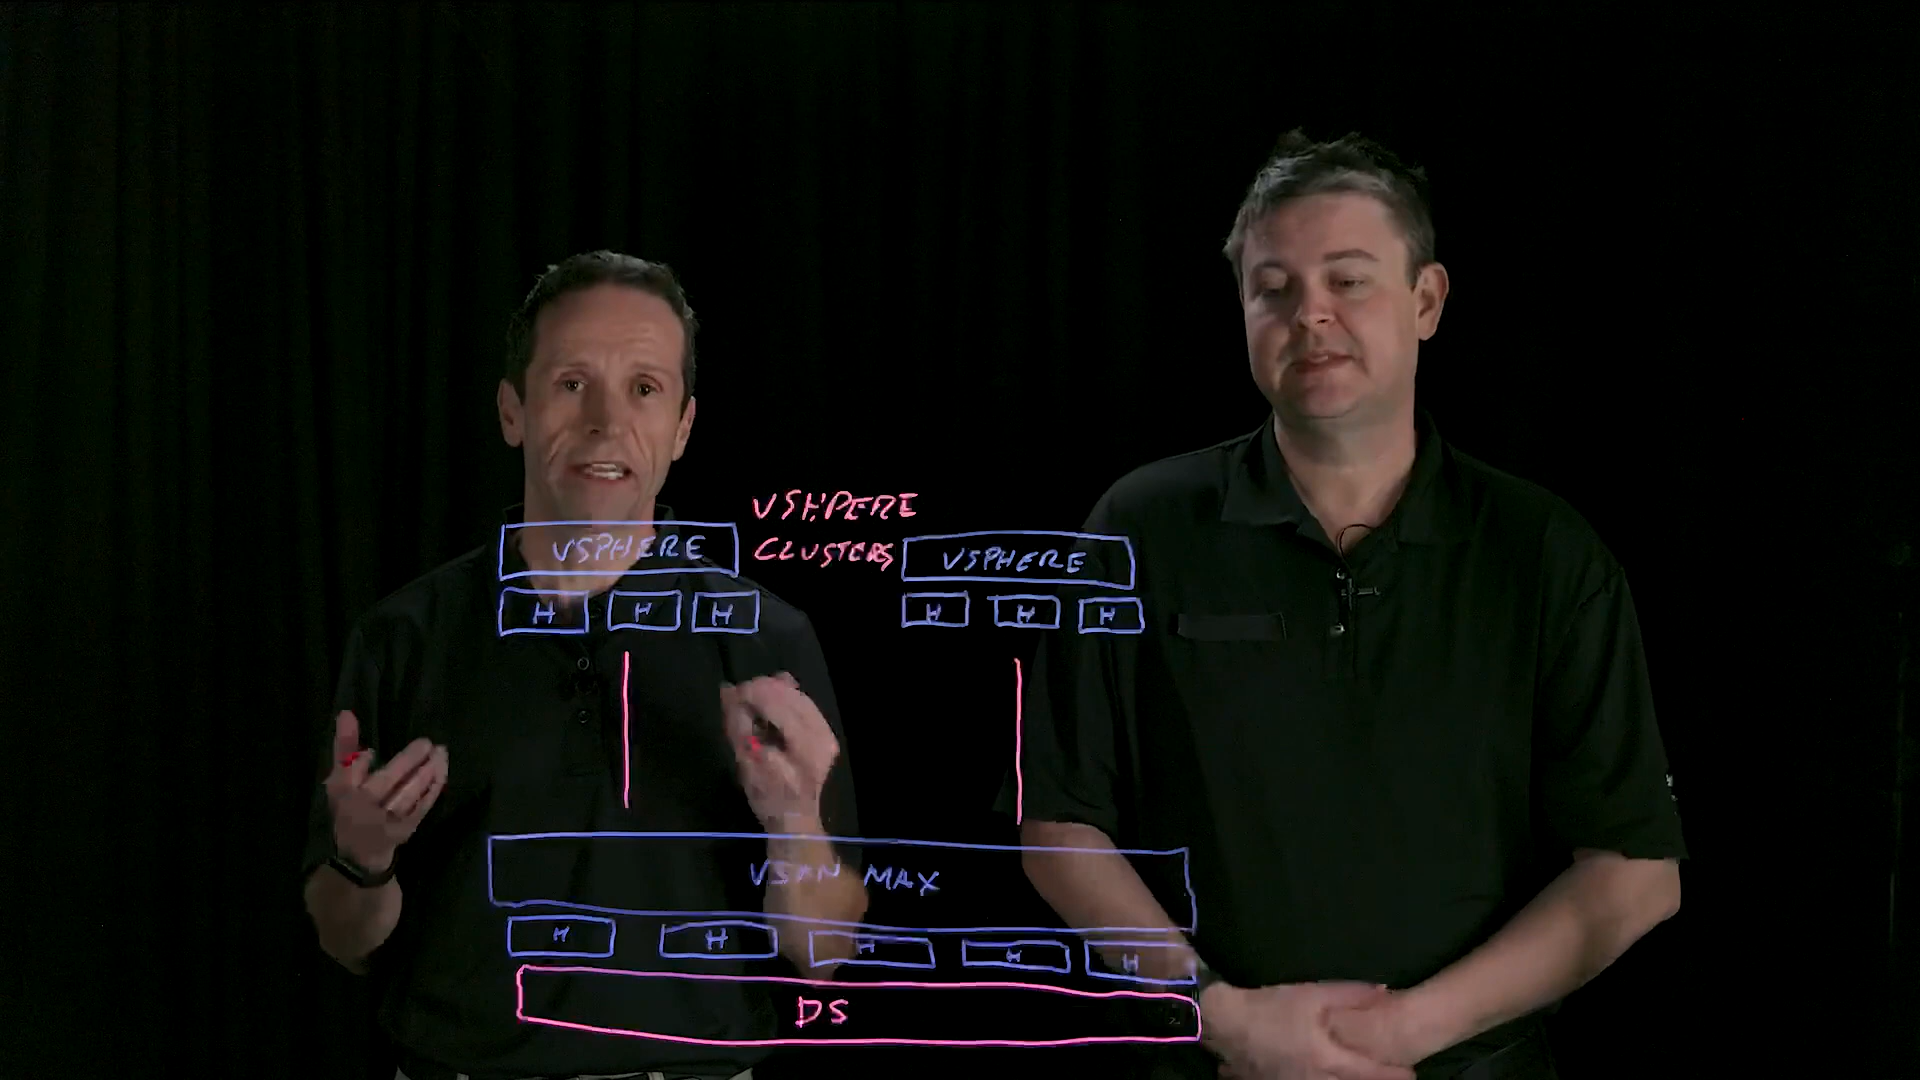 VSHPERE
CLUSTERS
VSPHERE
VSPHERE
H H H
H H H
VSAN MAX
H H H H H
DS